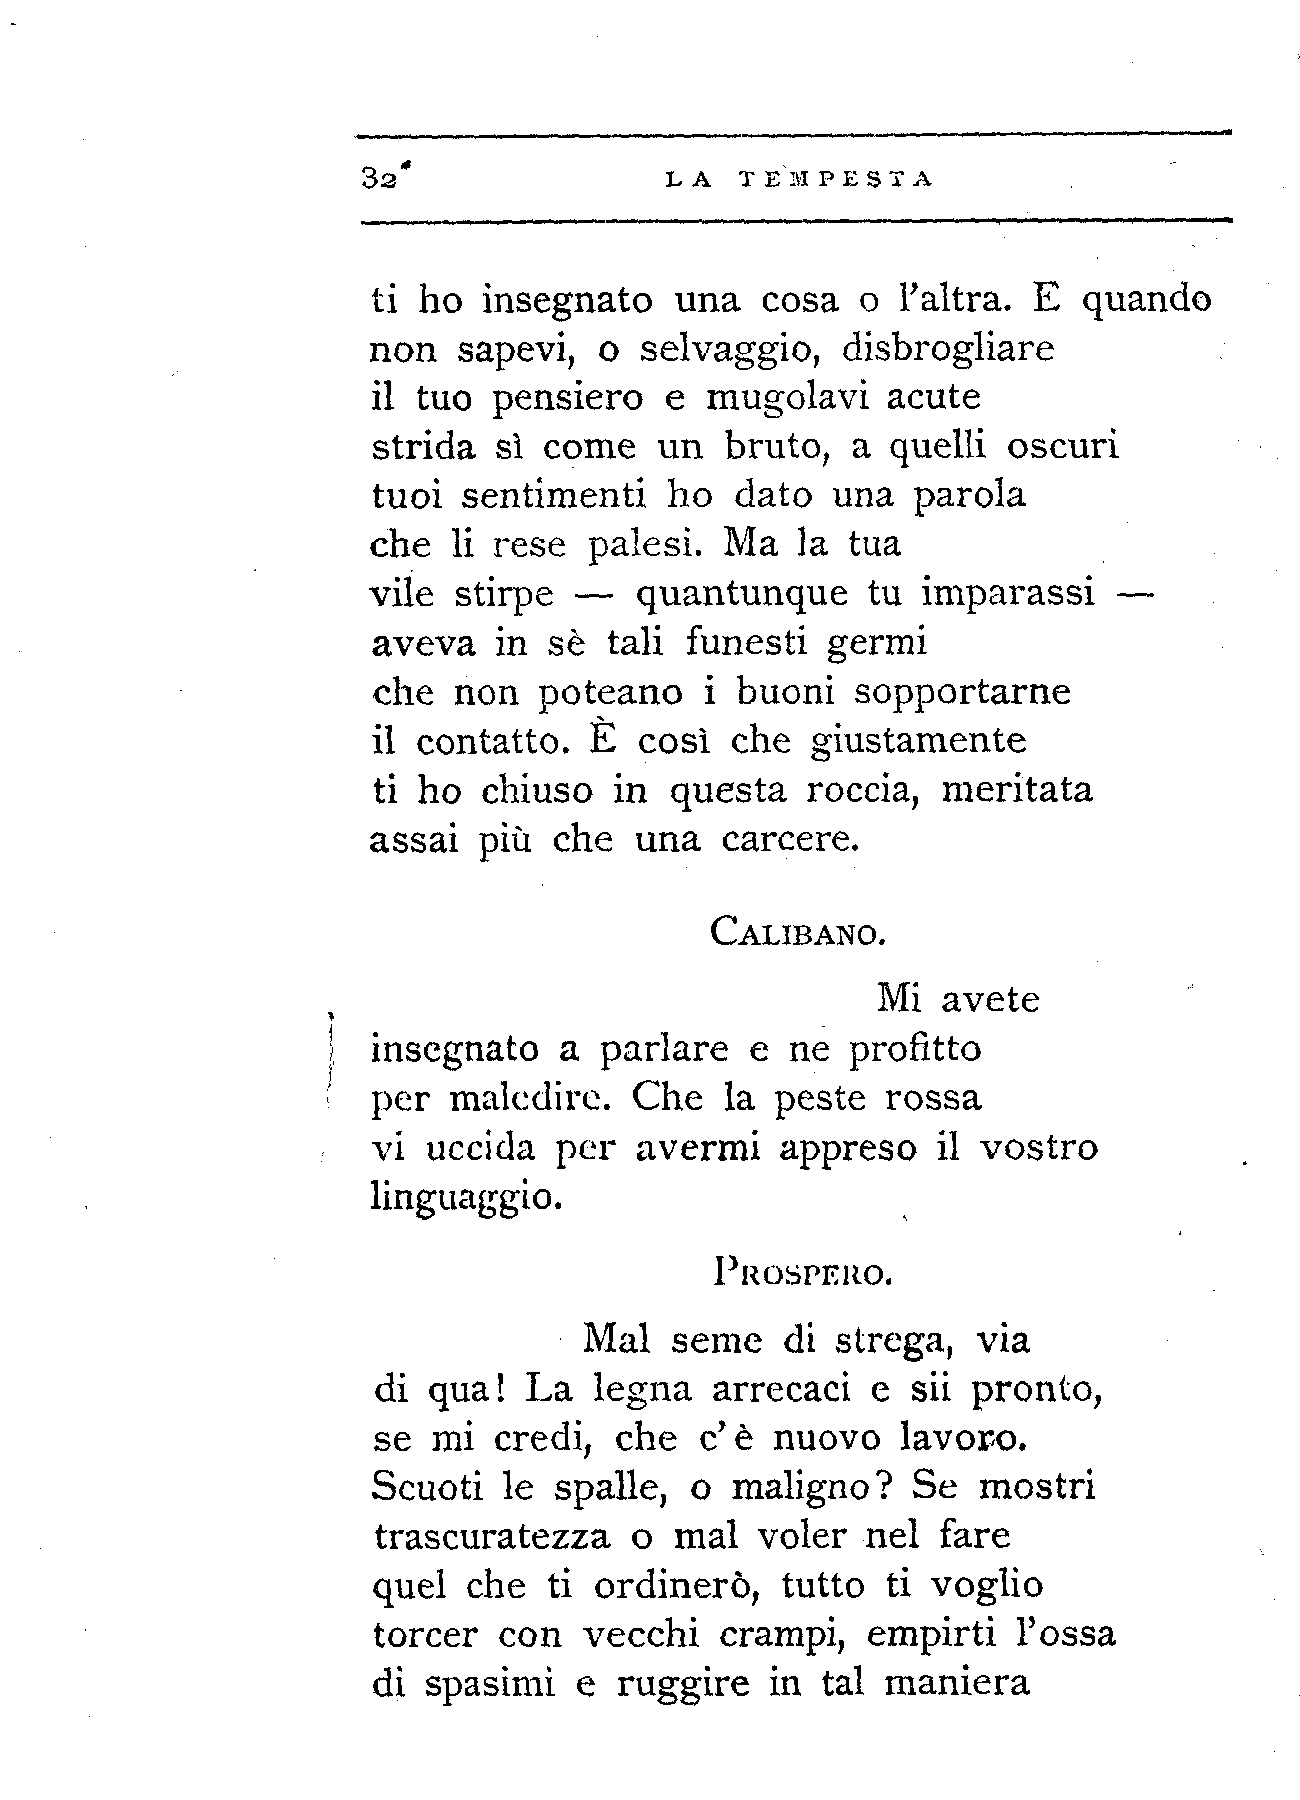 32
LA TEMPESTA
ti ho insegnato una cosa o l'altra. E quando
non sapevi, o selvaggio, disbrogliare
il tuo pensiero e mugolavi acute
strida sì come un bruto, a quelli oscuri
tuoi sentimenti ho dato una parola
che li rese palesi. Ma la tua
vile stirpe — quantunque tu imparassi —
aveva in sè tali funesti germi
che non poteano i buoni sopportarne
il contatto. È così che giustamente
ti ho chiuso in questa roccia, meritata
assai più che una carcere.
CALIBANO.
Mi avete
insegnato a parlare e ne profitto
per maledire. Che la peste rossa
vi uccida per avermi appreso il vostro
linguaggio.
PROSPERO.
Mal seme di strega, via
di qua! La legna arrecaci e sii pronto,
se mi credi, che c'è nuovo lavoro.
Scuoti le spalle, o maligno? Se mostri
trascuratezza o mal voler nel fare
quel che ti ordinerò, tutto ti voglio
torcer con vecchi crampi, empirti l'ossa
di spasimi e ruggire in tal maniera